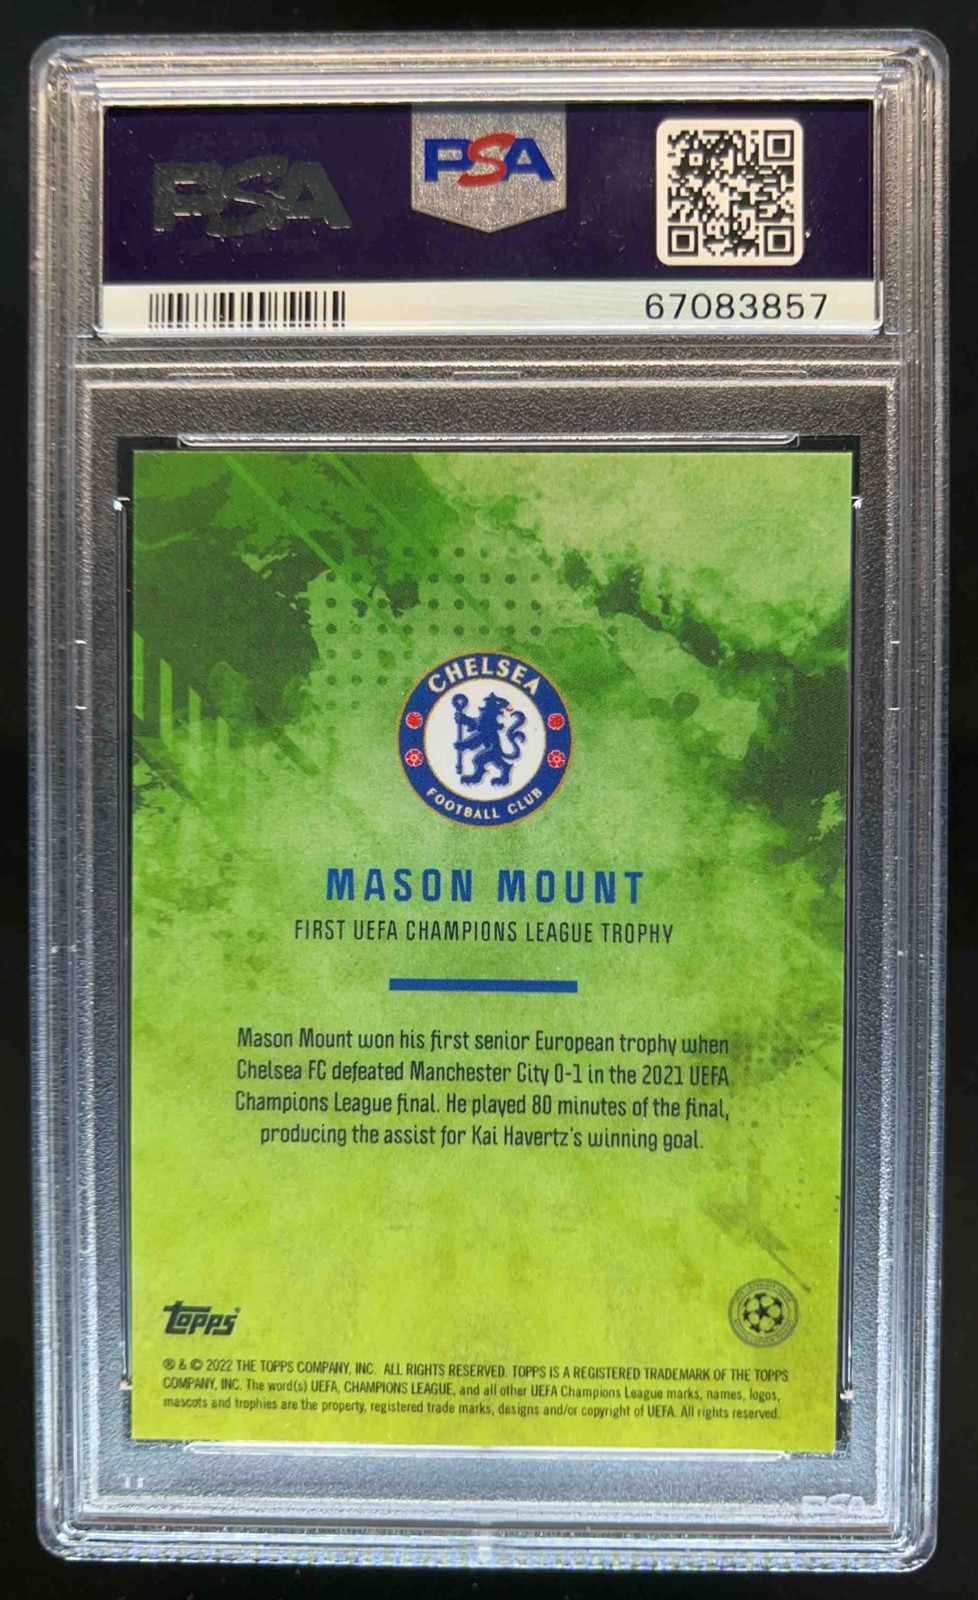 PSA
PSA
67083857
CHELSEA
FOOTBALL CLUB
MASON MOUNT
FIRST UEFA CHAMPIONS LEAGUE TROPHY
Mason Mount won his first senior European trophy when
Chelsea FC defeated Manchester City 0-1 in the 2021 UEFA
Champions League final. He played 80 minutes of the final,
producing the assist for Kai Havertz's winning goal.
Topps®
® & © 2022 THE TOPPS COMPANY, INC. ALL RIGHTS RESERVED. TOPPS IS A REGISTERED TRADEMARK OF THE TOPPS
COMPANY, INC. The word(s) UEFA, CHAMPIONS LEAGUE, and all other UEFA Champions League marks, names, logos,
mascots and trophies are the property, registered trade marks, designs and/or copyright of UEFA. All rights reserved.
PSA